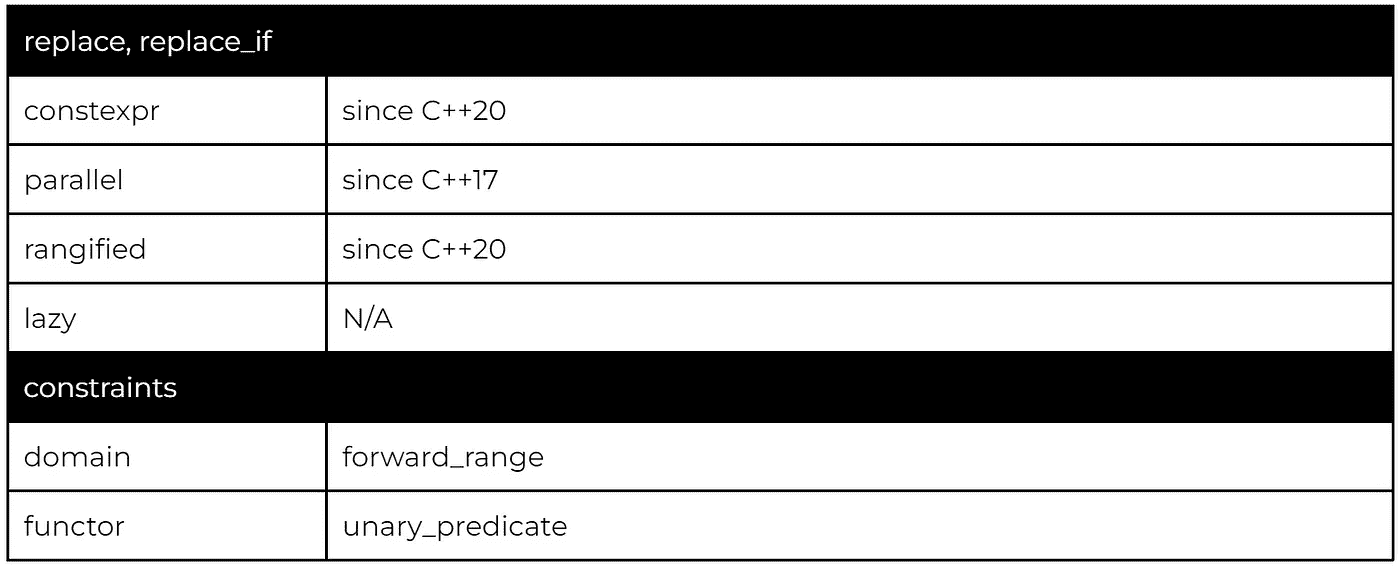 replace, replace_if
constexpr since C++20
parallel since C++17
rangified since C++20
lazy N/A
constraints
domain forward_range
functor unary_predicate